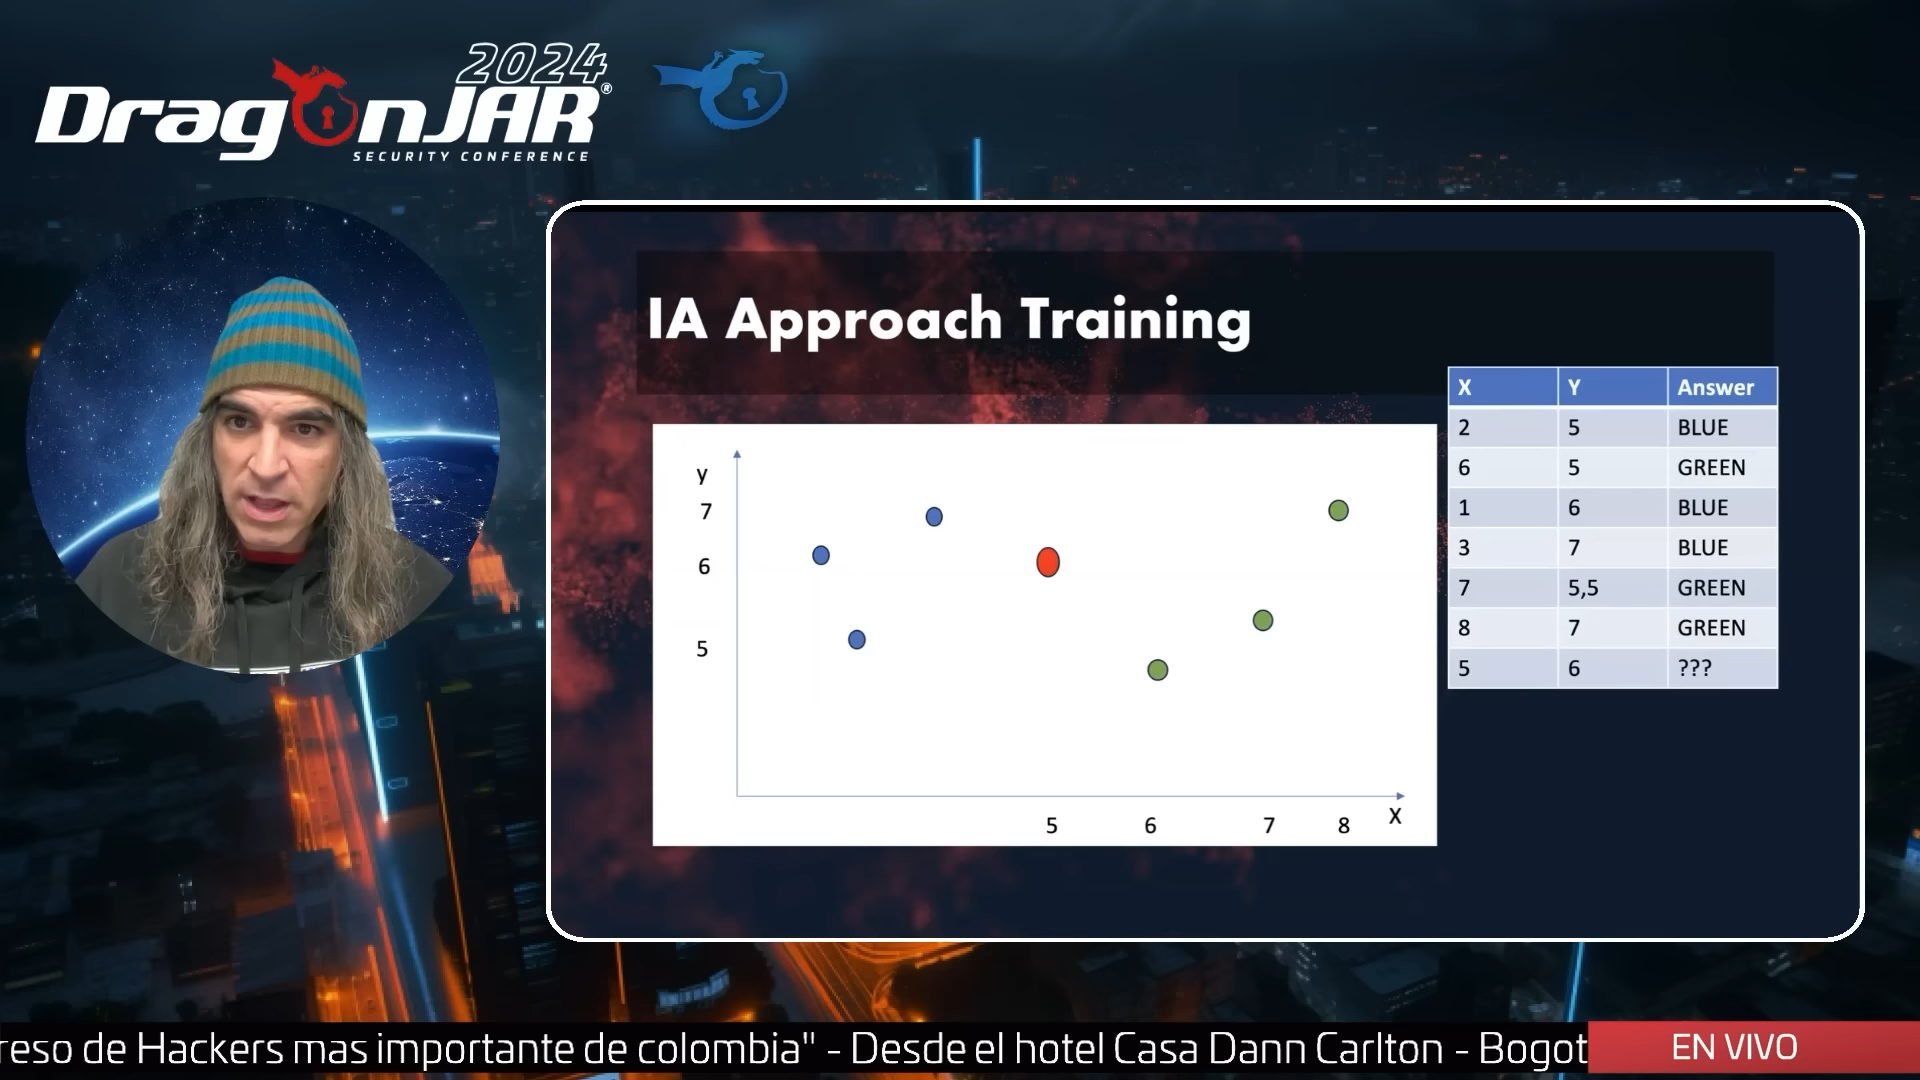 2024
DragonJAR®
SECURITY CONFERENCE
IA Approach Training
X Y Answer
2 5 BLUE
6 5 GREEN
1 6 BLUE
3 7 BLUE
7 5,5 GREEN
8 7 GREEN
5 6 ???
y
7
6
5
5 6 7 8 X
reso de Hackers mas importante de colombia" - Desde el hotel Casa Dann Carlton - Bogot
EN VIVO